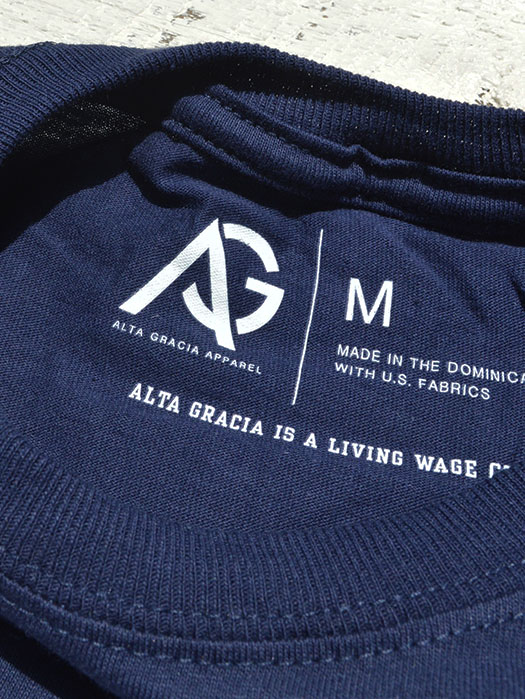 AG
ALTA GRACIA APPAREL
M
MADE IN THE DOMINICA
WITH U.S. FABRICS
ALTA GRACIA IS A LIVING WAGE